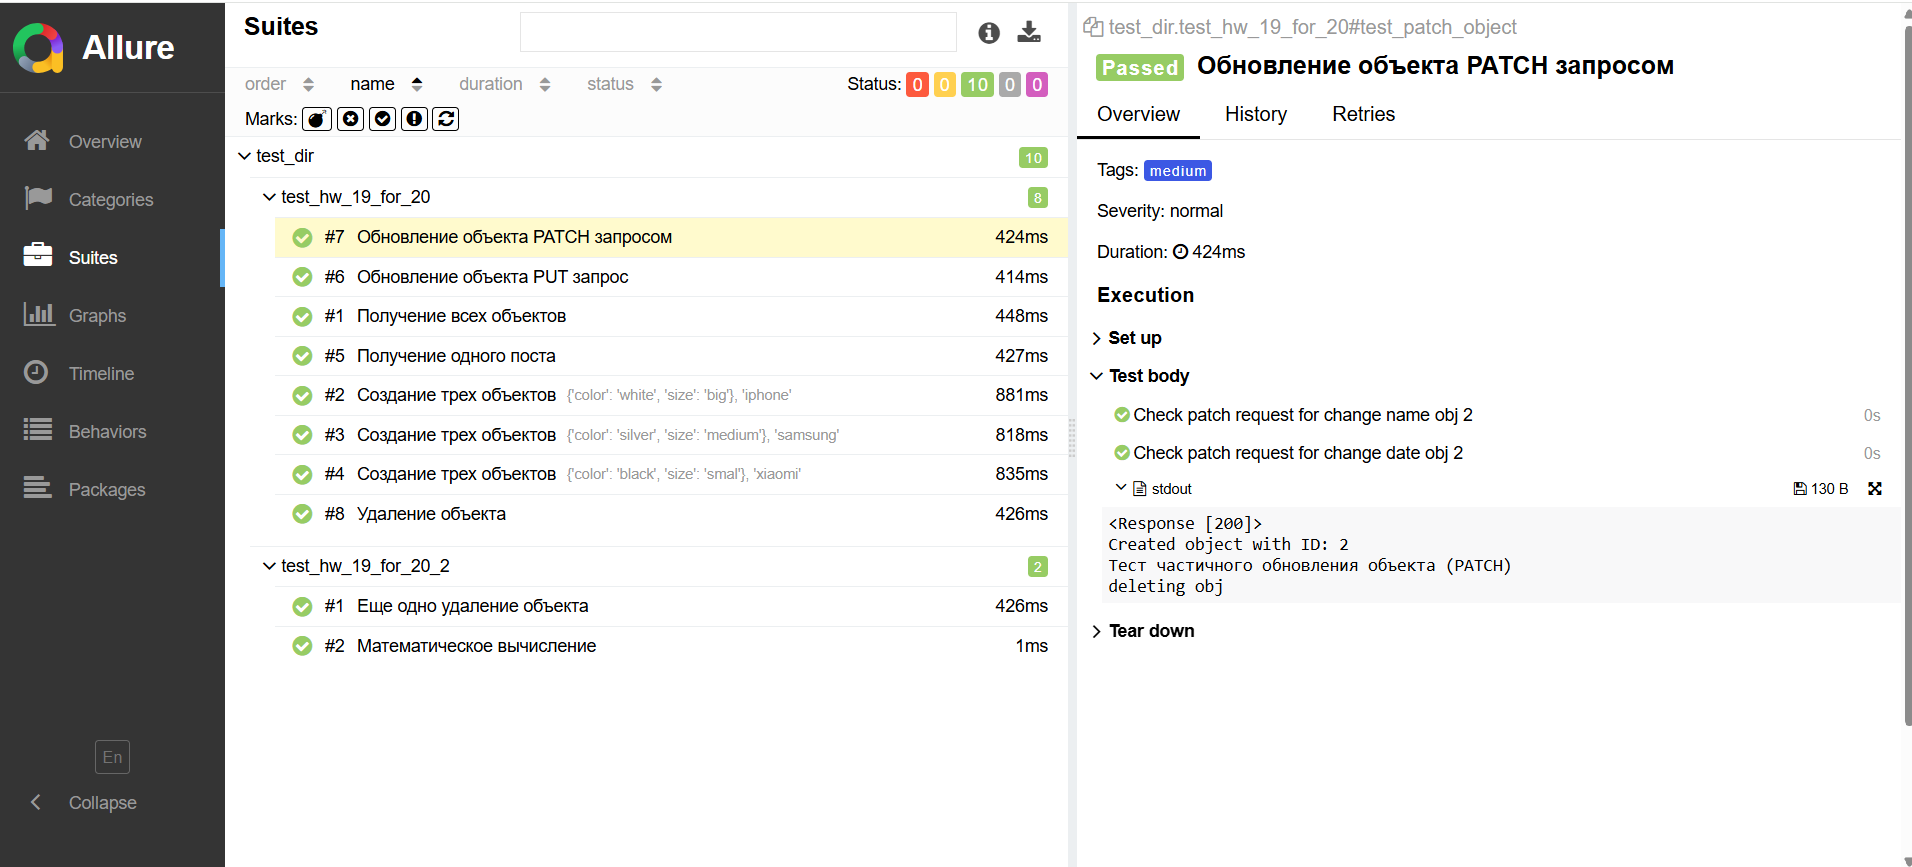 Allure
Overview
Categories
Suites
Graphs
Timeline
Behaviors
Packages
En
Collapse
Suites
order name duration status Status: 0 0 10 0 0
Marks:
test_dir 10
test_hw_19_for_20 8
#7 Обновление объекта PATCH запросом 424ms
#6 Обновление объекта PUT запрос 414ms
#1 Получение всех объектов 448ms
#5 Получение одного поста 427ms
#2 Создание трех объектов {'color': 'white', 'size': 'big'}, 'iphone' 881ms
#3 Создание трех объектов {'color': 'silver', 'size': 'medium'}, 'samsung' 818ms
#4 Создание трех объектов {'color': 'black', 'size': 'smal'}, 'xiaomi' 835ms
#8 Удаление объекта 426ms
test_hw_19_for_20_2 2
#1 Еще одно удаление объекта 426ms
#2 Математическое вычисление 1ms
test_dir.test_hw_19_for_20#test_patch_object
Passed Обновление объекта PATCH запросом
Overview History Retries
Tags: medium
Severity: normal
Duration: 424ms
Execution
Set up
Test body
Check patch request for change name obj 2 0s
Check patch request for change date obj 2 0s
stdout 130 B
<Response [200]>
Created object with ID: 2
Тест частичного обновления объекта (PATCH)
deleting obj
Tear down